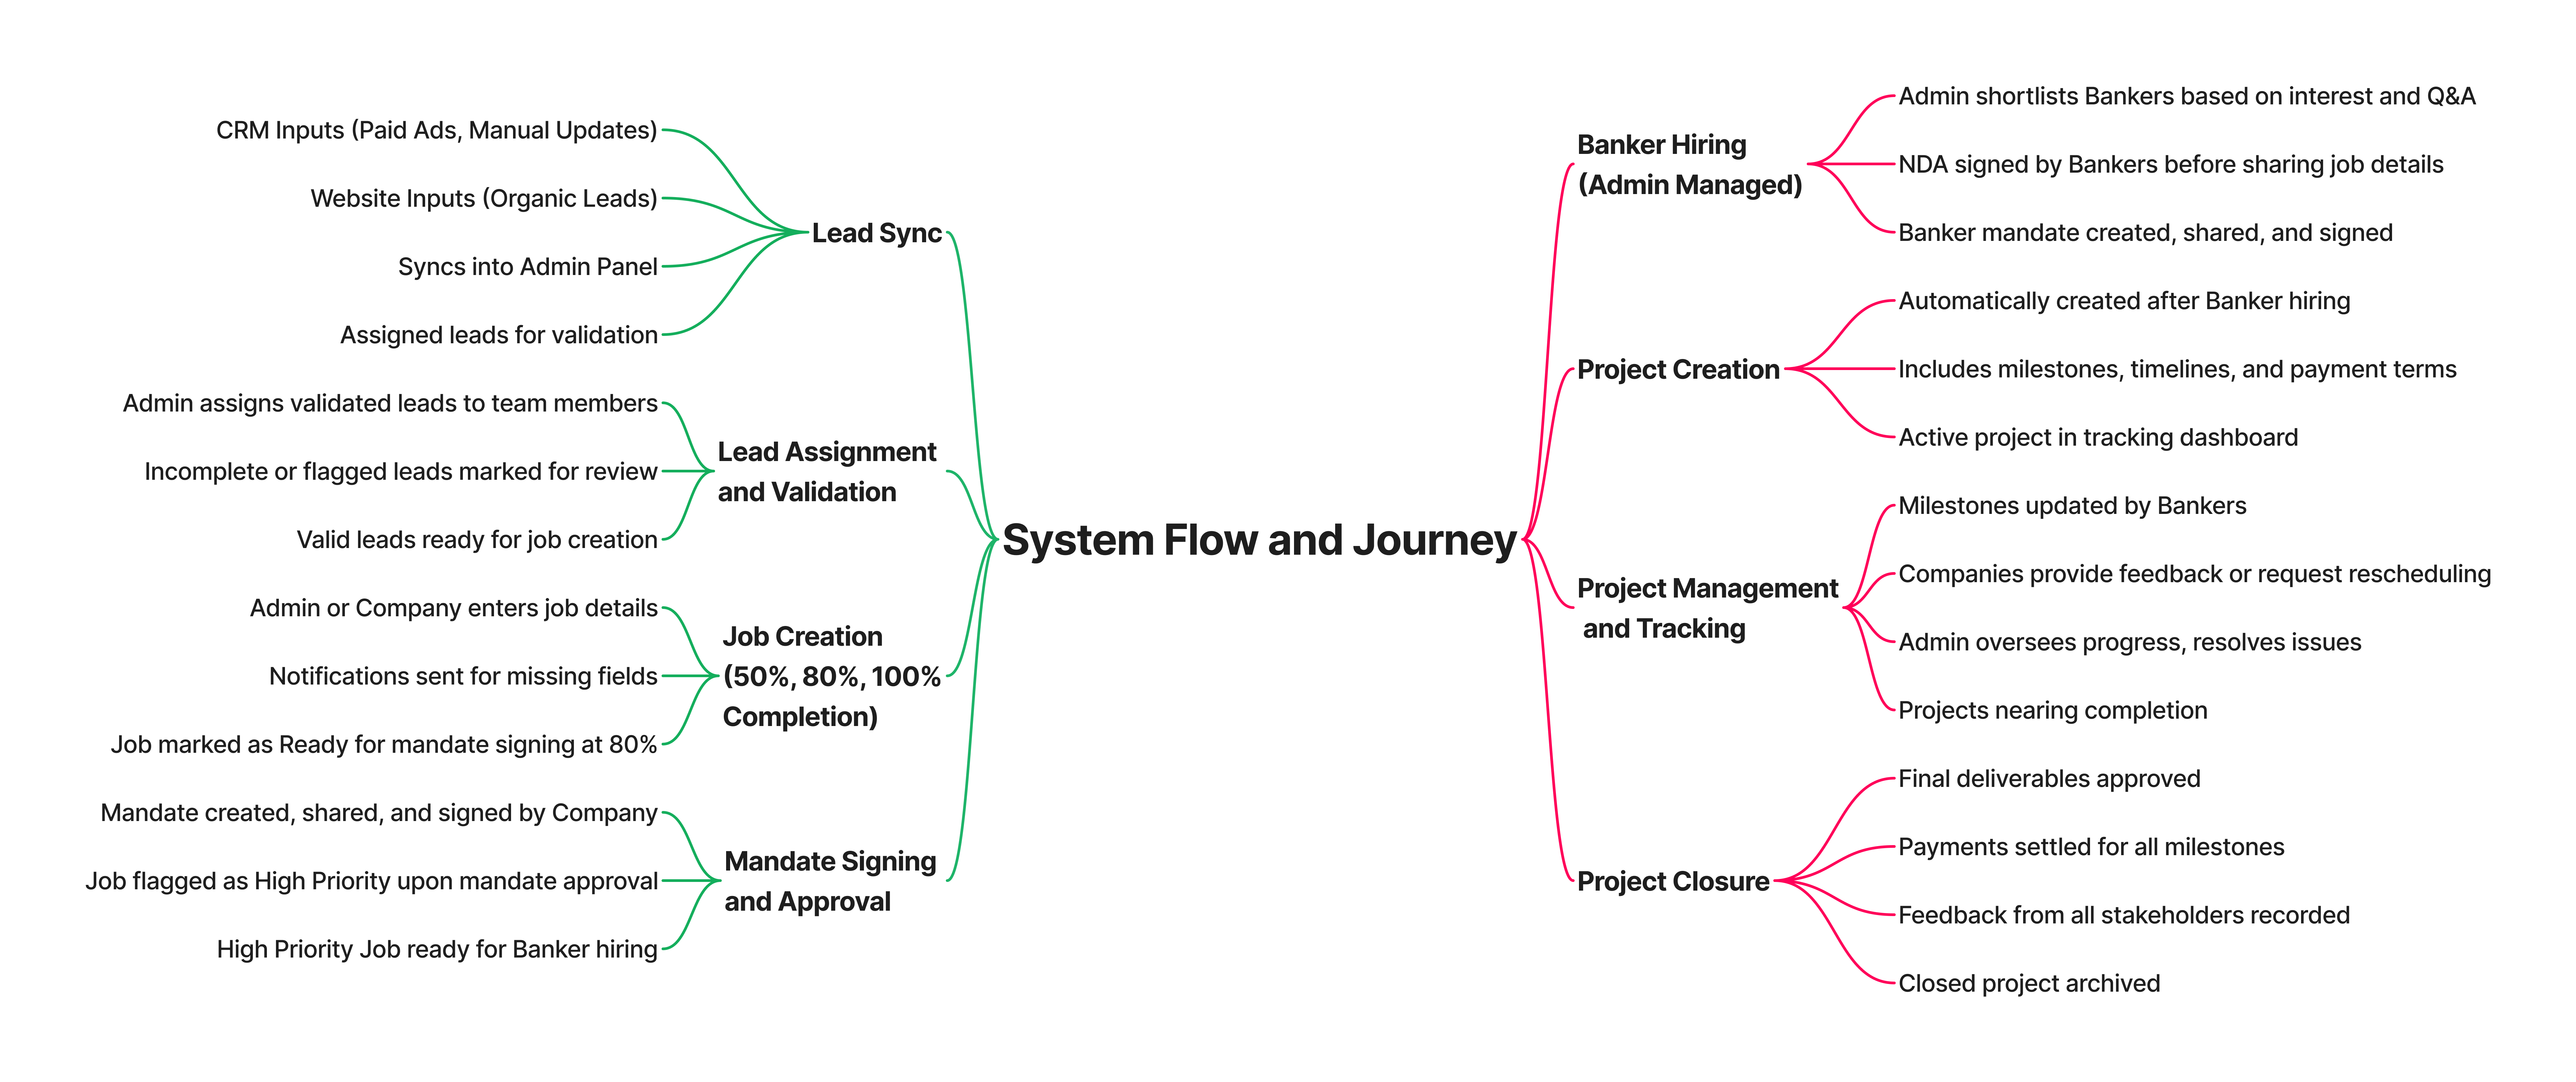 System Flow and Journey
Lead Sync
CRM Inputs (Paid Ads, Manual Updates)
Website Inputs (Organic Leads)
Syncs into Admin Panel
Assigned leads for validation
Lead Assignment
and Validation
Admin assigns validated leads to team members
Incomplete or flagged leads marked for review
Valid leads ready for job creation
Job Creation
(50%, 80%, 100%
Completion)
Admin or Company enters job details
Notifications sent for missing fields
Job marked as Ready for mandate signing at 80%
Mandate Signing
and Approval
Mandate created, shared, and signed by Company
Job flagged as High Priority upon mandate approval
High Priority Job ready for Banker hiring
Banker Hiring
(Admin Managed)
Admin shortlists Bankers based on interest and Q&A
NDA signed by Bankers before sharing job details
Banker mandate created, shared, and signed
Project Creation
Automatically created after Banker hiring
Includes milestones, timelines, and payment terms
Active project in tracking dashboard
Project Management
and Tracking
Milestones updated by Bankers
Companies provide feedback or request rescheduling
Admin oversees progress, resolves issues
Projects nearing completion
Project Closure
Final deliverables approved
Payments settled for all milestones
Feedback from all stakeholders recorded
Closed project archived